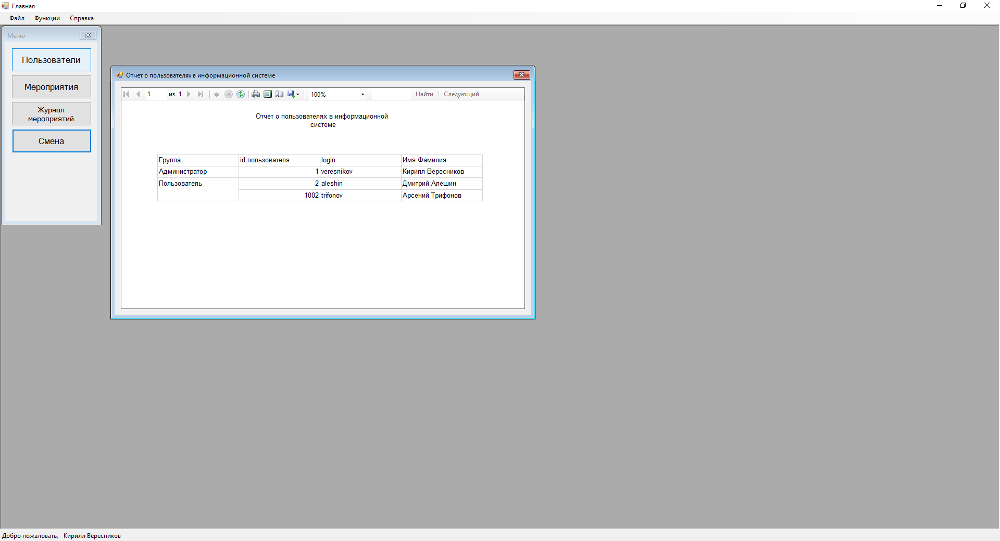 Главная
Файл Функции Справка
Меню
Пользователи
Мероприятия
Журнал
мероприятий
Смена
Отчет о пользователях в информационной системе
1 из 1 100% Найти Следующий
Отчет о пользователях в информационной
системе
Группа id пользователя login Имя Фамилия
Администратор 1 veresnikov Кирилл Вересников
Пользователь 2 aleshin Дмитрий Алешин
1002 trifonov Арсений Трифонов
Добро пожаловать, Кирилл Вересников